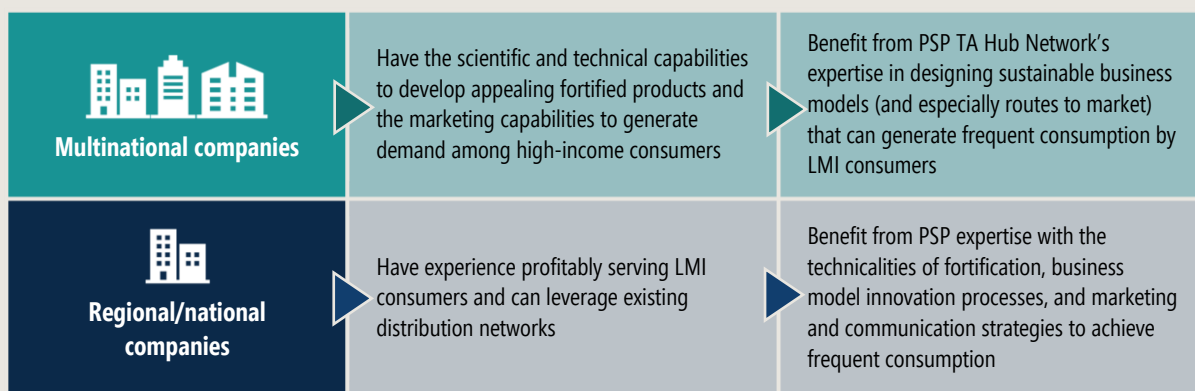 Multinational companies
Have the scientific and technical capabilities
to develop appealing fortified products and
the marketing capabilities to generate
demand among high-income consumers
Benefit from PSP TA Hub Network's
expertise in designing sustainable business
models (and especially routes to market)
that can generate frequent consumption by
LMI consumers
Regional/national
companies
Have experience profitably serving LMI
consumers and can leverage existing
distribution networks
Benefit from PSP expertise with the
technicalities of fortification, business
model innovation processes, and marketing
and communication strategies to achieve
frequent consumption